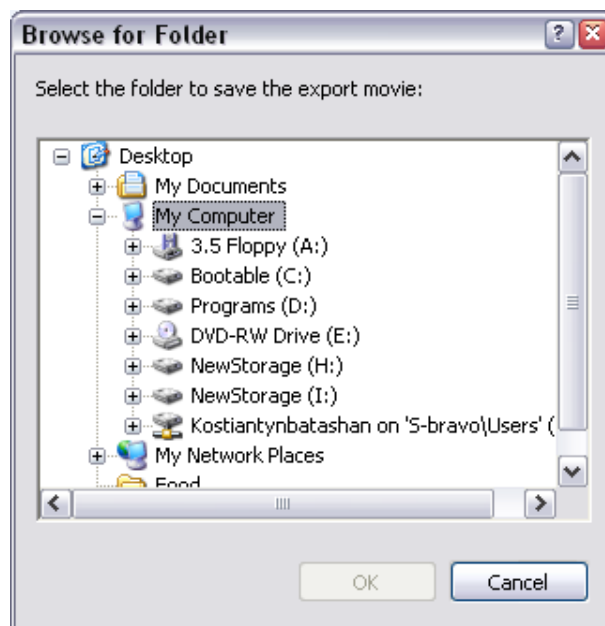 Browse for Folder
Select the folder to save the export movie:
Desktop
My Documents
My Computer
3.5 Floppy (A:)
Bootable (C:)
Programs (D:)
DVD-RW Drive (E:)
NewStorage (H:)
NewStorage (I:)
Kostiantynbatashan on 'S-bravo\Users' (
My Network Places
Food
OK
Cancel